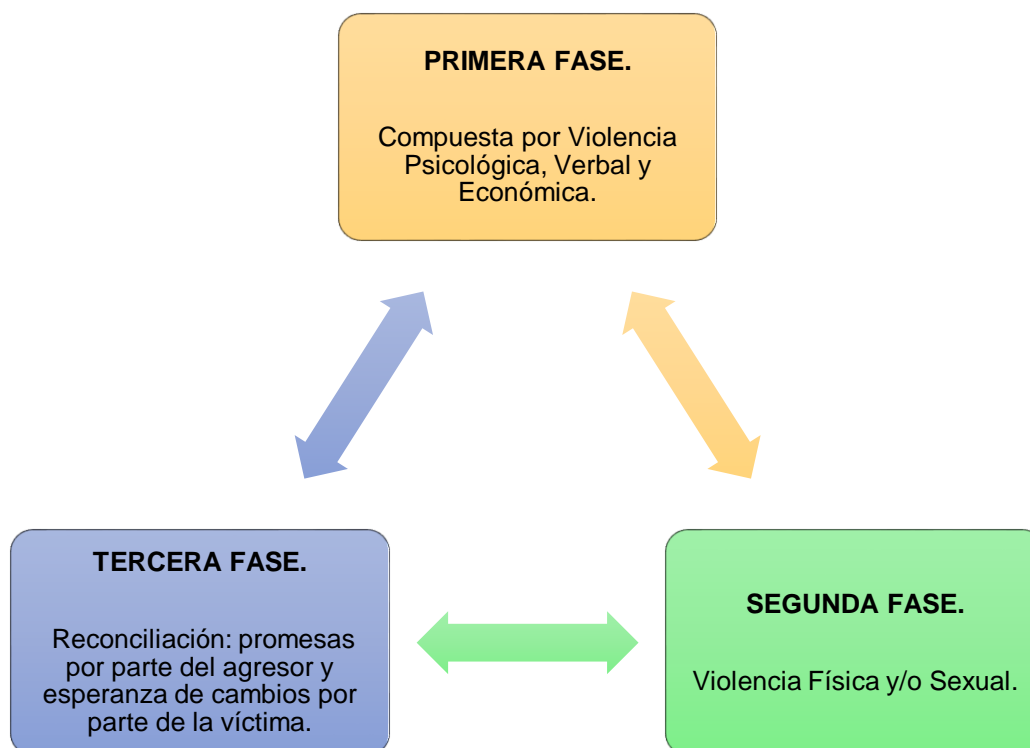 PRIMERA FASE.
Compuesta por Violencia
Psicológica, Verbal y
Económica.
TERCERA FASE.
Reconciliación: promesas
por parte del agresor y
esperanza de cambios por
parte de la víctima.
SEGUNDA FASE.
Violencia Física y/o Sexual.